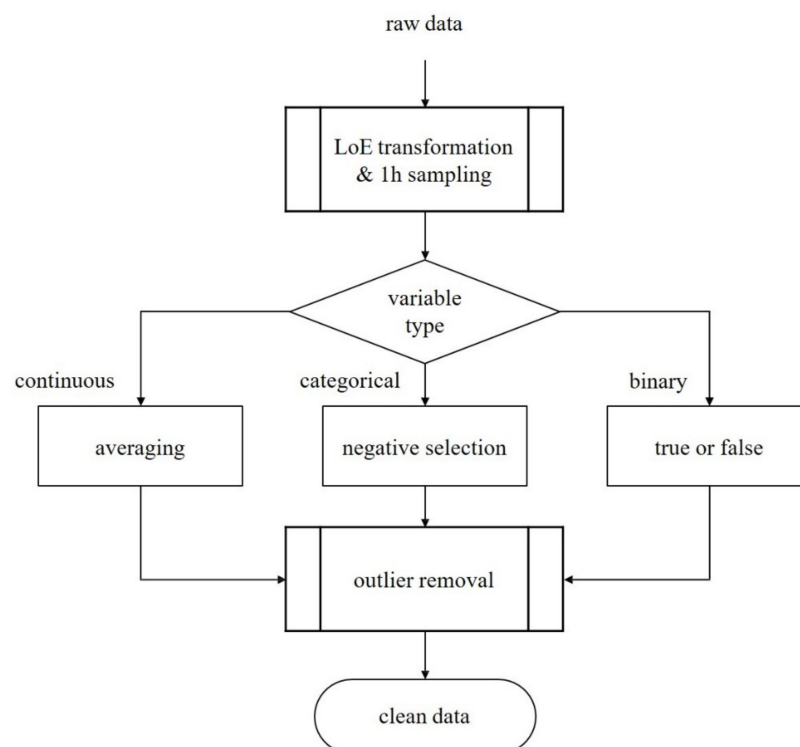 raw data
LoE transformation
& 1h sampling
variable
type
continuous
categorical
binary
averaging
negative selection
true or false
outlier removal
clean data